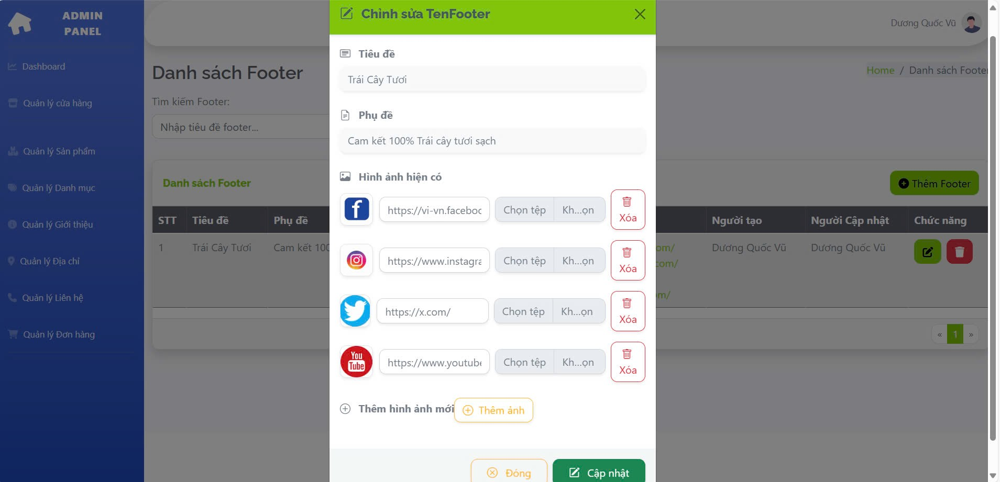 ADMIN
PANEL
Dashboard
Quản lý cửa hàng
Quản lý Sản phẩm
Quản lý Danh mục
Quản lý Giới thiệu
Quản lý Địa chỉ
Quản lý Liên hệ
Quản lý Đơn hàng
Dương Quốc Vũ
Danh sách Footer
Home / Danh sách Footer
Tìm kiếm Footer:
Nhập tiêu đề footer...
Danh sách Footer
Thêm Footer
STT Tiêu đề Phụ đề Người tạo Người Cập nhật Chức năng
1 Trái Cây Tươi Cam kết 100 om/ Dương Quốc Vũ Dương Quốc Vũ
com/
m/
« 1 »
Chỉnh sửa TenFooter
Tiêu đề
Trái Cây Tươi
Phụ đề
Cam kết 100% Trái cây tươi sạch
Hình ảnh hiện có
f https://vi-vn.faceboo Chọn tệp Kh...ọn Xóa
https://www.instagra Chọn tệp Kh...ọn Xóa
https://x.com/ Chọn tệp Kh...ọn Xóa
You
Tube https://www.youtube Chọn tệp Kh...ọn Xóa
Thêm hình ảnh mới Thêm ảnh
Đóng Cập nhật